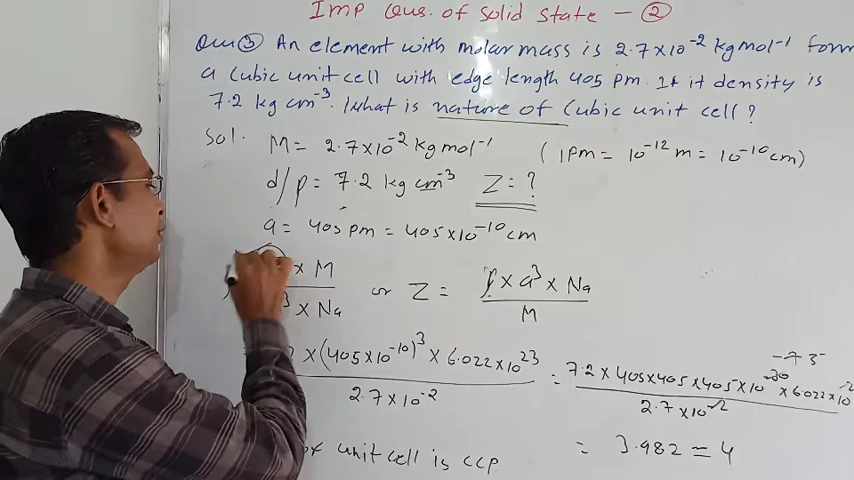 Imp Ques. of Solid State - (2)
Ques (3) An element with molar mass is 2.7×10⁻² kg mol⁻¹ form
a cubic unit cell with edge length 405 pm. If it density is
7.2 kg cm⁻³. What is nature of Cubic unit cell?
Sol. M = 2.7×10⁻² kg mol⁻¹ (1Pm = 10⁻¹² m = 10⁻¹⁰ cm)
d/ρ = 7.2 kg cm⁻³ Z = ?
a = 405 pm = 405×10⁻¹⁰ cm
× M / ³ × Na or Z = ρ × a³ × Na / M
× (405×10⁻¹⁰)³ × 6.022×10²³ / 2.7×10⁻² = 7.2 × 405×405×405×10⁻³⁰ × 6.022×10 / 2.7×10⁻²
unit cell is CCP = 3.982 ≃ 4